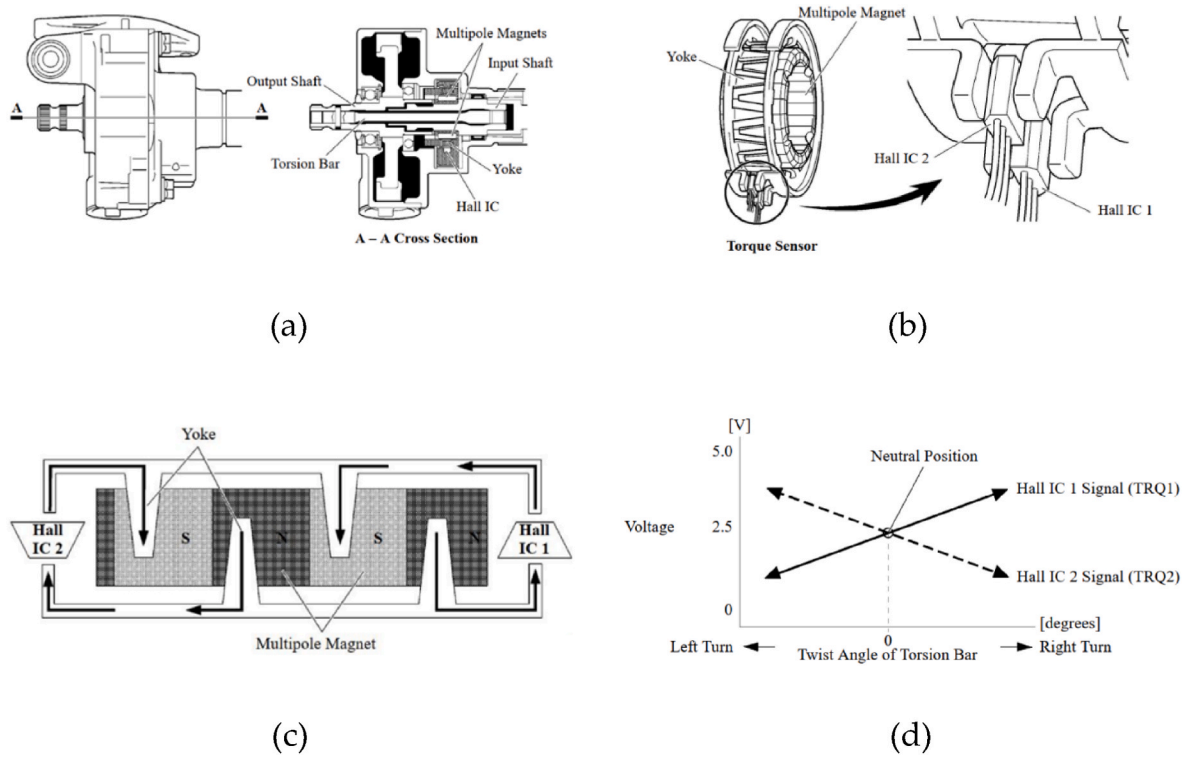 Multipole Magnets
Output Shaft
Input Shaft
A
A
Torsion Bar
Yoke
Hall IC
A – A Cross Section
(a)
Multipole Magnet
Yoke
Hall IC 2
Hall IC 1
Torque Sensor
(b)
Yoke
Hall
IC 2
S
N
S
N
Hall
IC 1
Multipole Magnet
(c)
[V]
5.0
Neutral Position
Hall IC 1 Signal (TRQ1)
Voltage
2.5
Hall IC 2 Signal (TRQ2)
0
[degrees]
0
Left Turn
Twist Angle of Torsion Bar
Right Turn
(d)